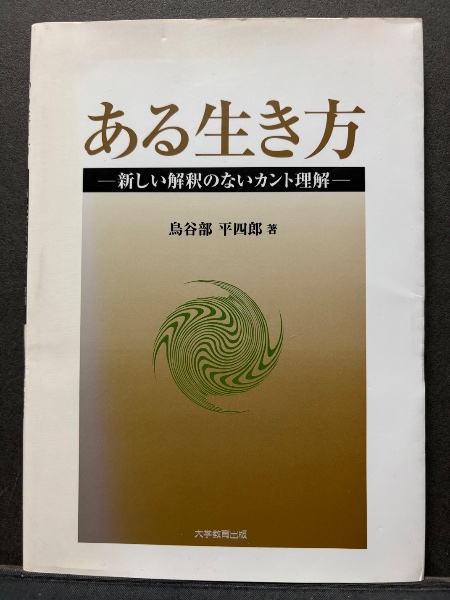 ある生き方
―新しい解釈のないカント理解―
鳥谷部 平四郎 著
大学教育出版